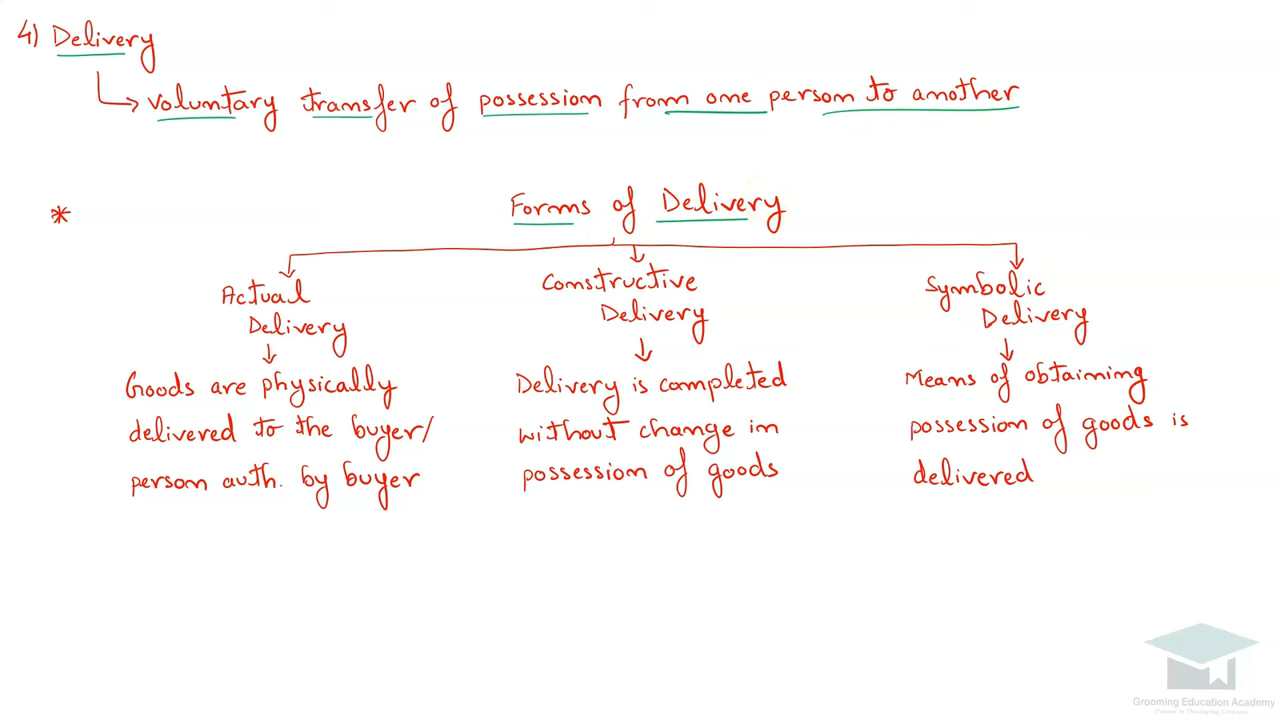 4) Delivery
voluntary transfer of possession from one person to another
* Forms of Delivery
Actual
Delivery
Goods are physically
delivered to the buyer/
person auth. by buyer
Constructive
Delivery
Delivery is completed
without change in
possession of goods
Symbolic
Delivery
Means of obtaining
possession of goods is
delivered
Grooming Education Academy